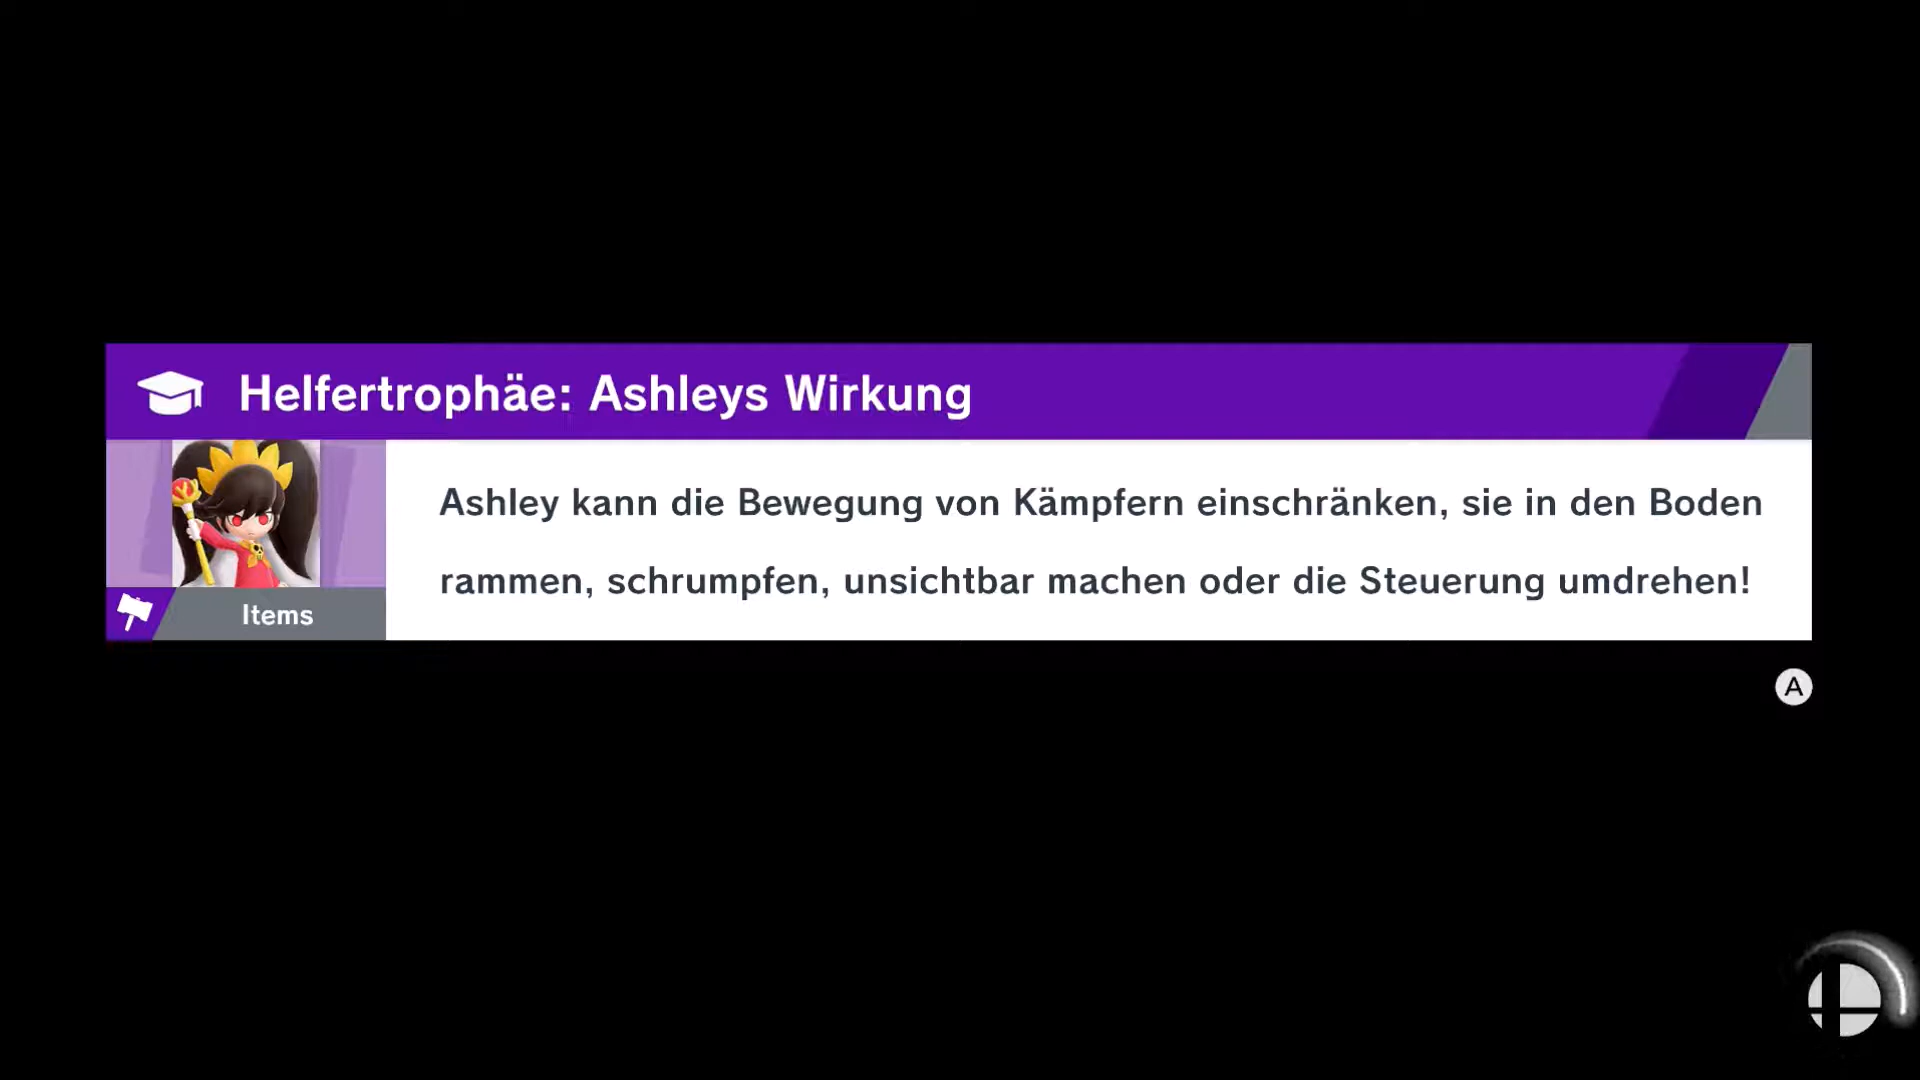 Helfertrophäe: Ashleys Wirkung
Ashley kann die Bewegung von Kämpfern einschränken, sie in den Boden
rammen, schrumpfen, unsichtbar machen oder die Steuerung umdrehen!
Items
A